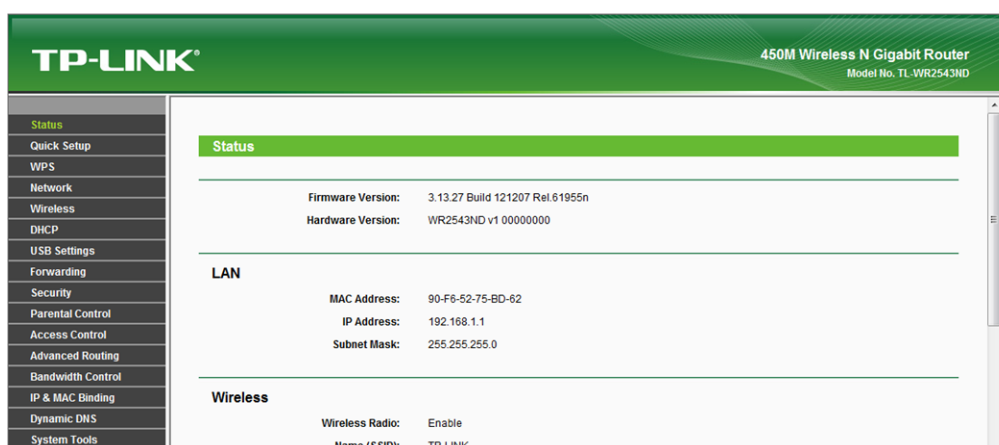 TP-LINK®
450M Wireless N Gigabit Router
Model No. TL-WR2543ND
Status
Quick Setup
WPS
Network
Wireless
DHCP
USB Settings
Forwarding
Security
Parental Control
Access Control
Advanced Routing
Bandwidth Control
IP & MAC Binding
Dynamic DNS
System Tools
Status
Firmware Version: 3.13.27 Build 121207 Rel.61955n
Hardware Version: WR2543ND v1 00000000
LAN
MAC Address: 90-F6-52-75-BD-62
IP Address: 192.168.1.1
Subnet Mask: 255.255.255.0
Wireless
Wireless Radio: Enable
Name (SSID): TP-LINK